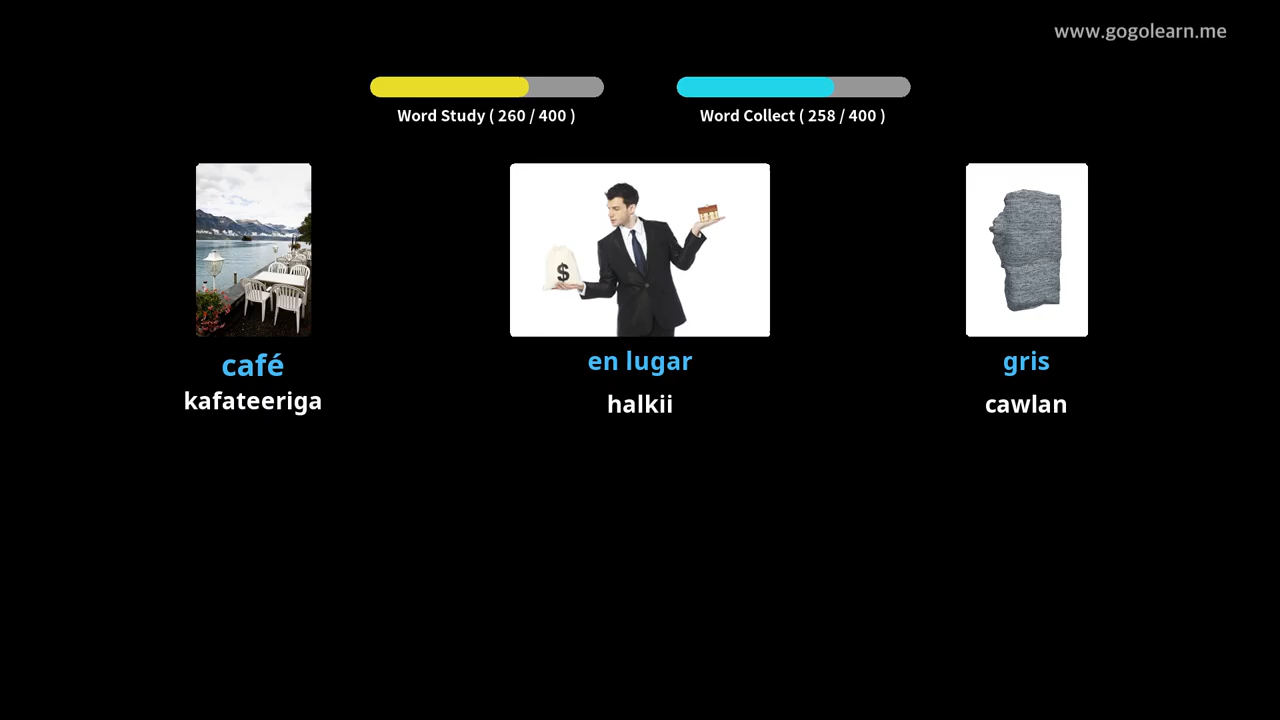 www.gogolearn.me
Word Study ( 260 / 400 )
Word Collect ( 258 / 400 )
$
café
en lugar
gris
kafateeriga
halkii
cawlan